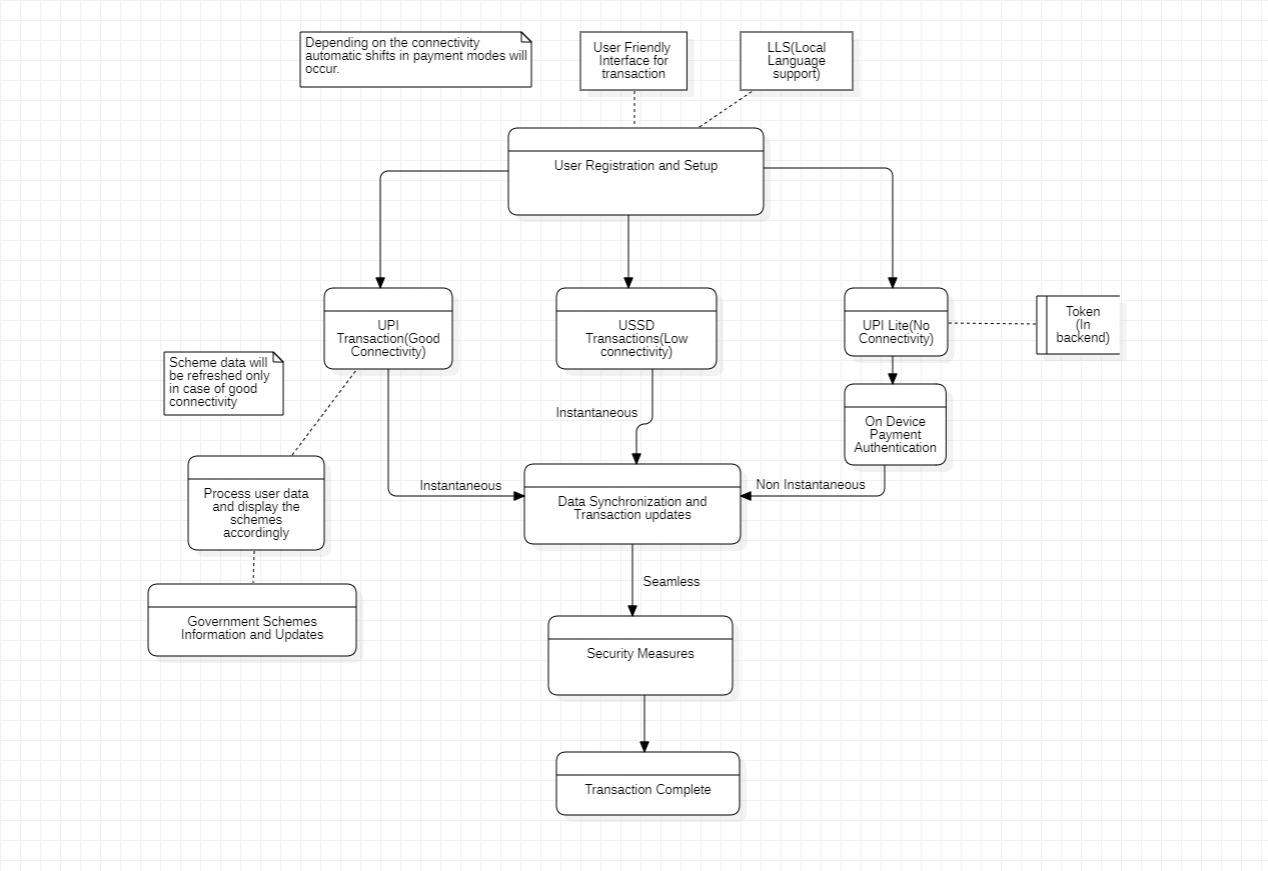 Depending on the connectivity
automatic shifts in payment modes will
occur.
User Friendly
Interface for
transaction
LLS(Local
Language
support)
User Registration and Setup
UPI
Transaction(Good
Connectivity)
USSD
Transactions(Low
connectivity)
UPI Lite(No
Connectivity)
Token
(In
backend)
Scheme data will
be refreshed only
in case of good
connectivity
Instantaneous
On Device
Payment
Authentication
Process user data
and display the
schemes
accordingly
Instantaneous
Data Synchronization and
Transaction updates
Non Instantaneous
Seamless
Government Schemes
Information and Updates
Security Measures
Transaction Complete